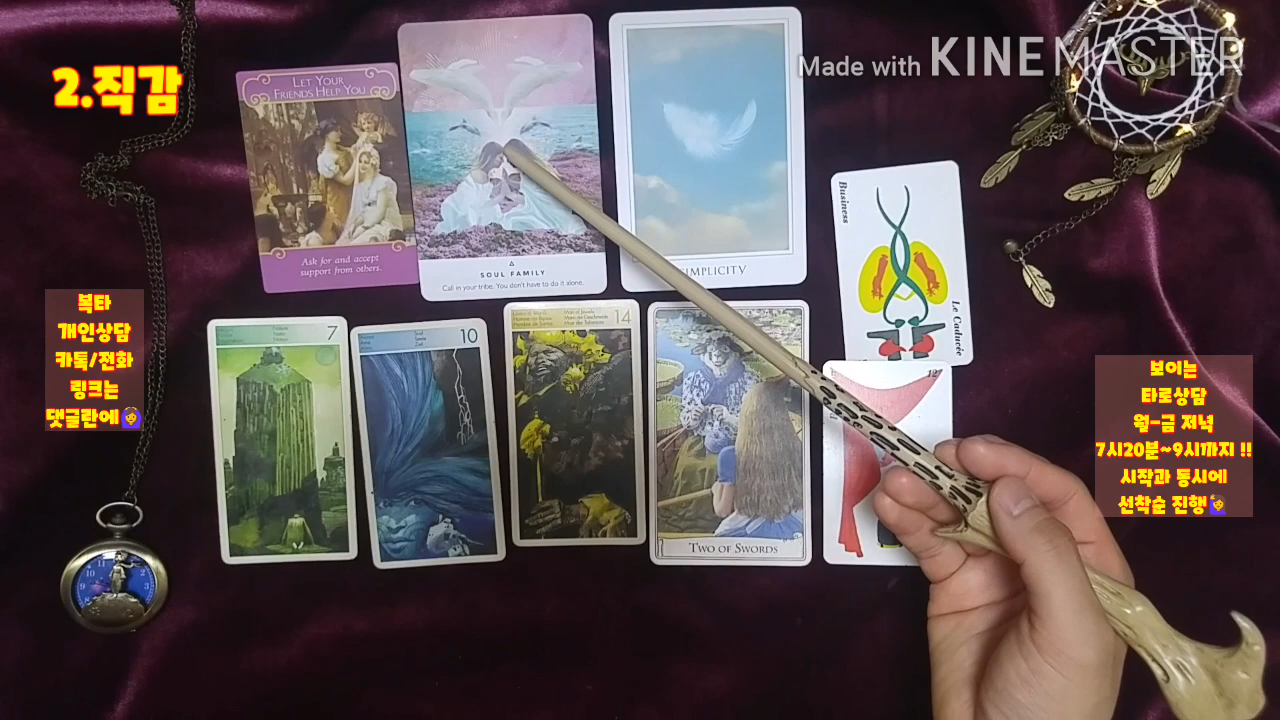 Made with KINEMASTER
2.직감
LET YOUR
FRIENDS HELP YOU
Ask for and accept
support from others.
SOUL FAMILY
Call in your tribe. You don't have to do it alone.
IMPLICITY
Business
Le Caducée
복타
개인상담
카톡/전화
링크는
댓글란에🙆‍♀️
보이는
타로상담
월-금 저녁
7시20분~9시까지 !!
시작과 동시에
선착순 진행🙋‍♀️
7
10
14
TWO OF SWORDS